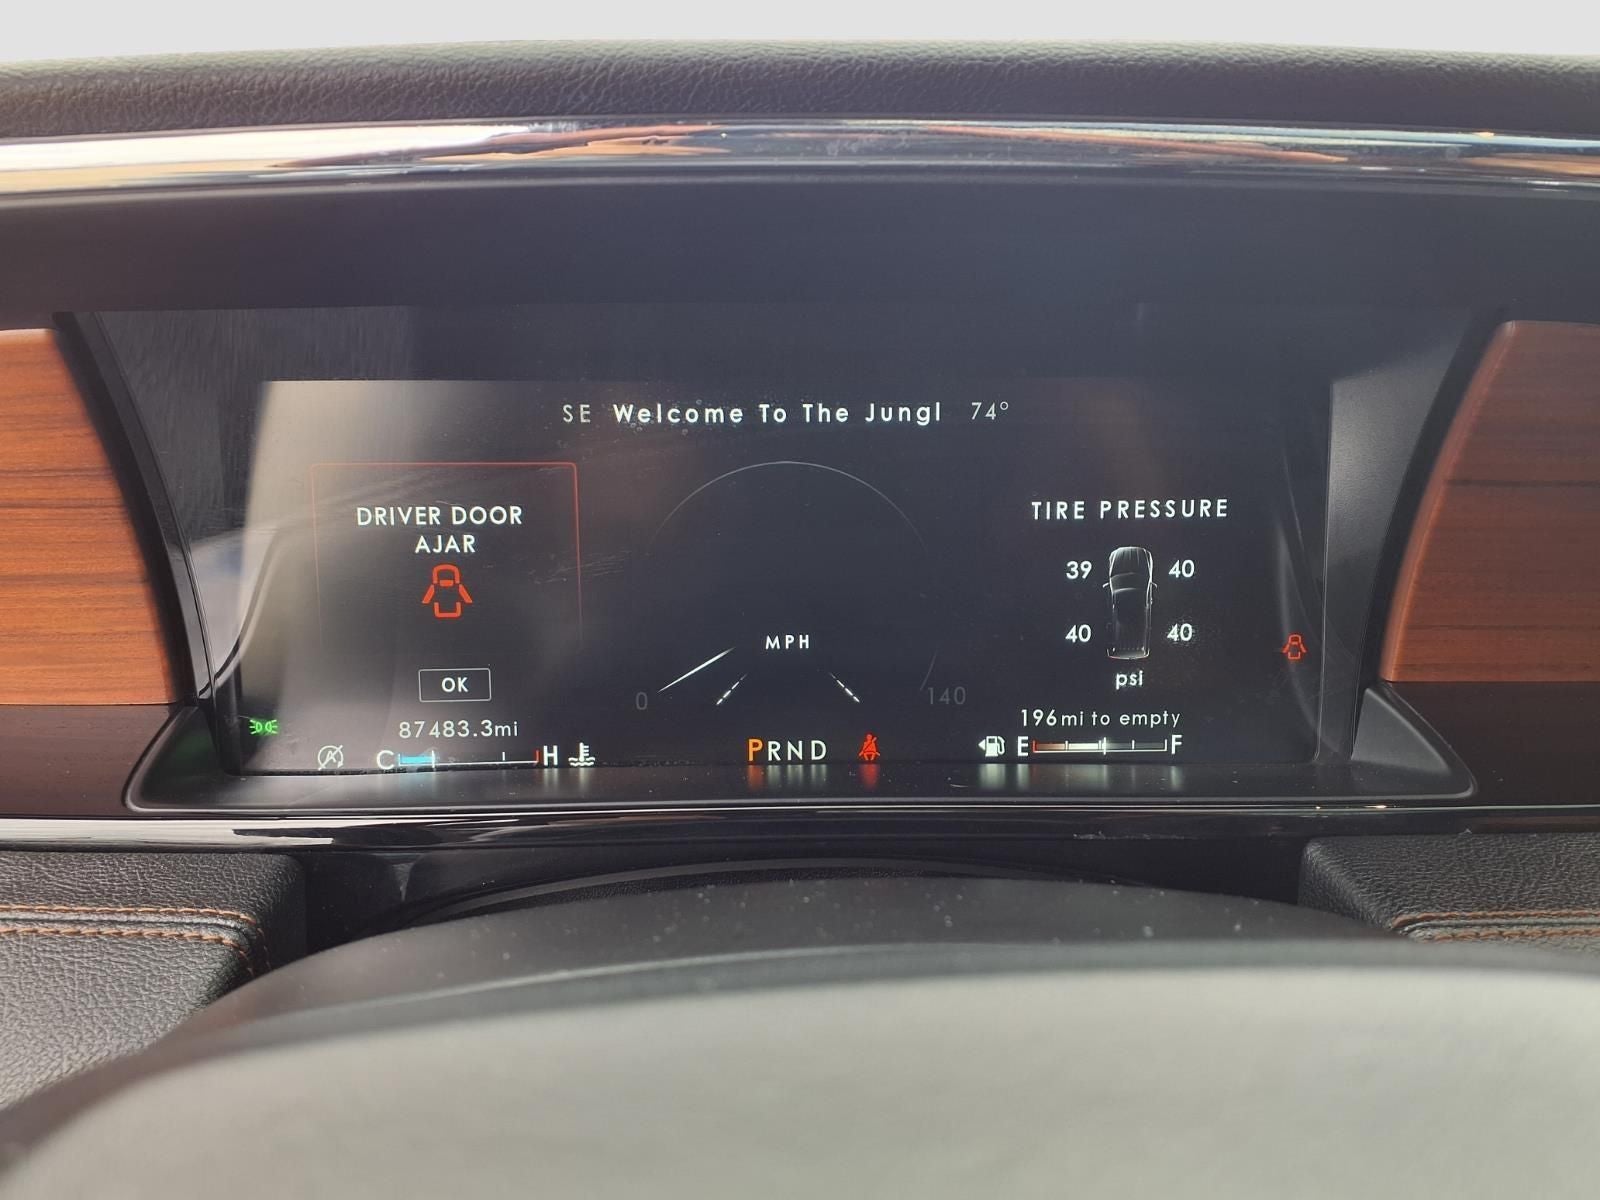 SE Welcome To The Jungl 74°
DRIVER DOOR
AJAR
OK
87483.3mi
C H
0 MPH 140
PRND
TIRE PRESSURE
39 40
40 40
psi
196mi to empty
E F